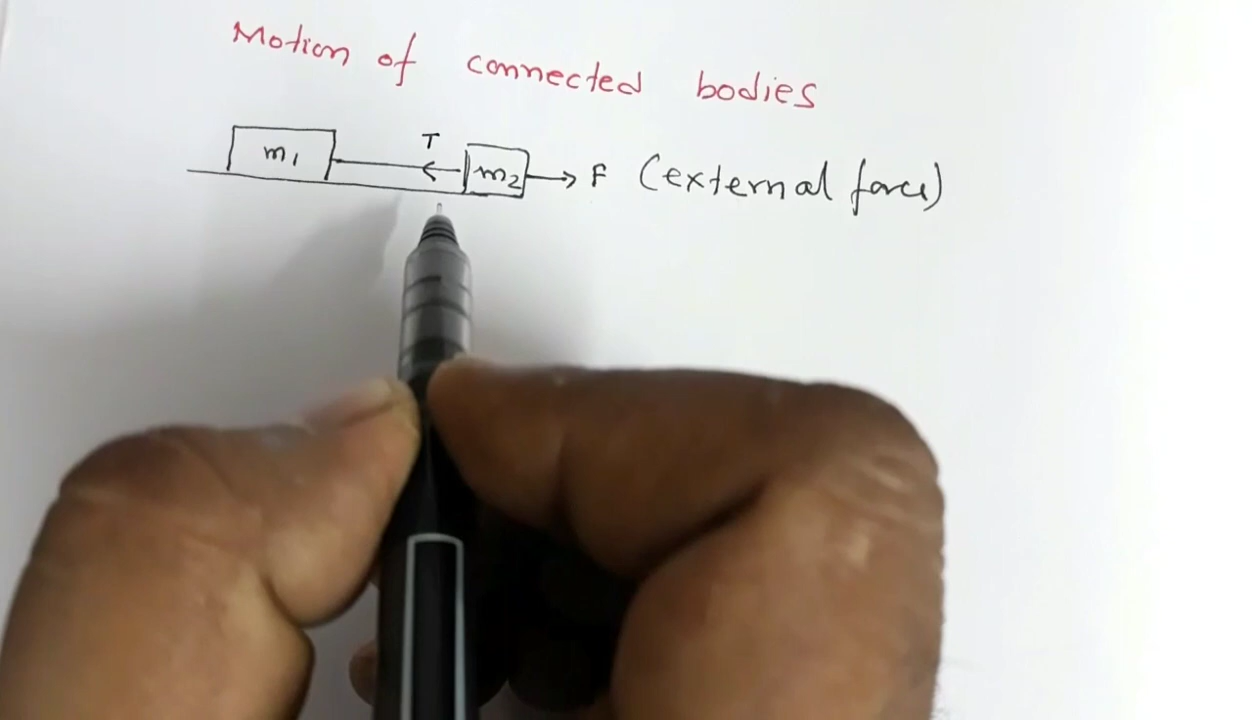 Motion of connected bodies
T
m1 m2 F (external force)